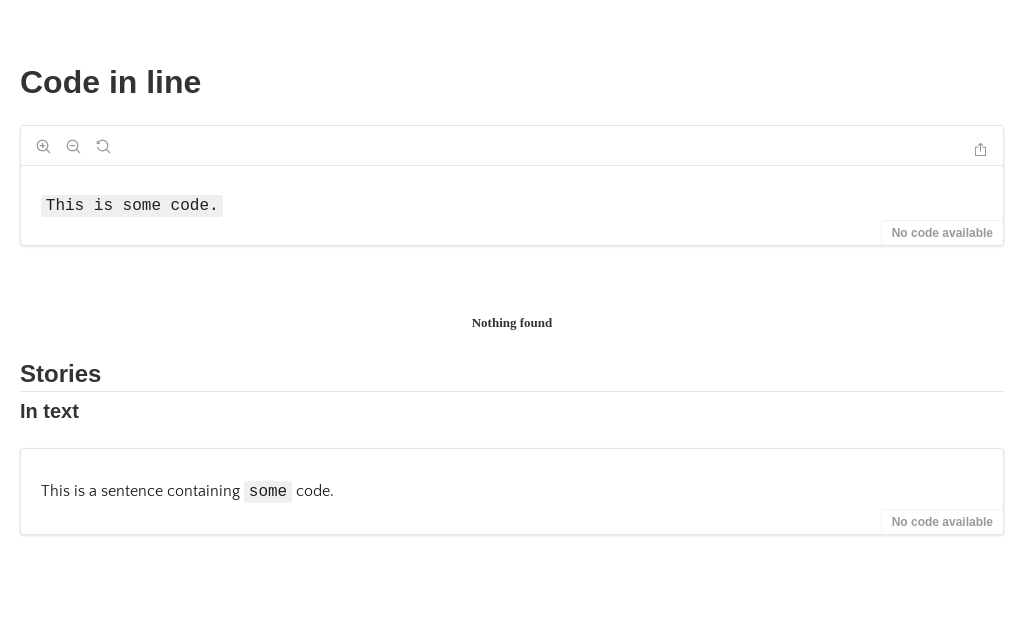 Code in line
This is some code.
No code available
Nothing found
Stories
In text
This is a sentence containing some code.
No code available